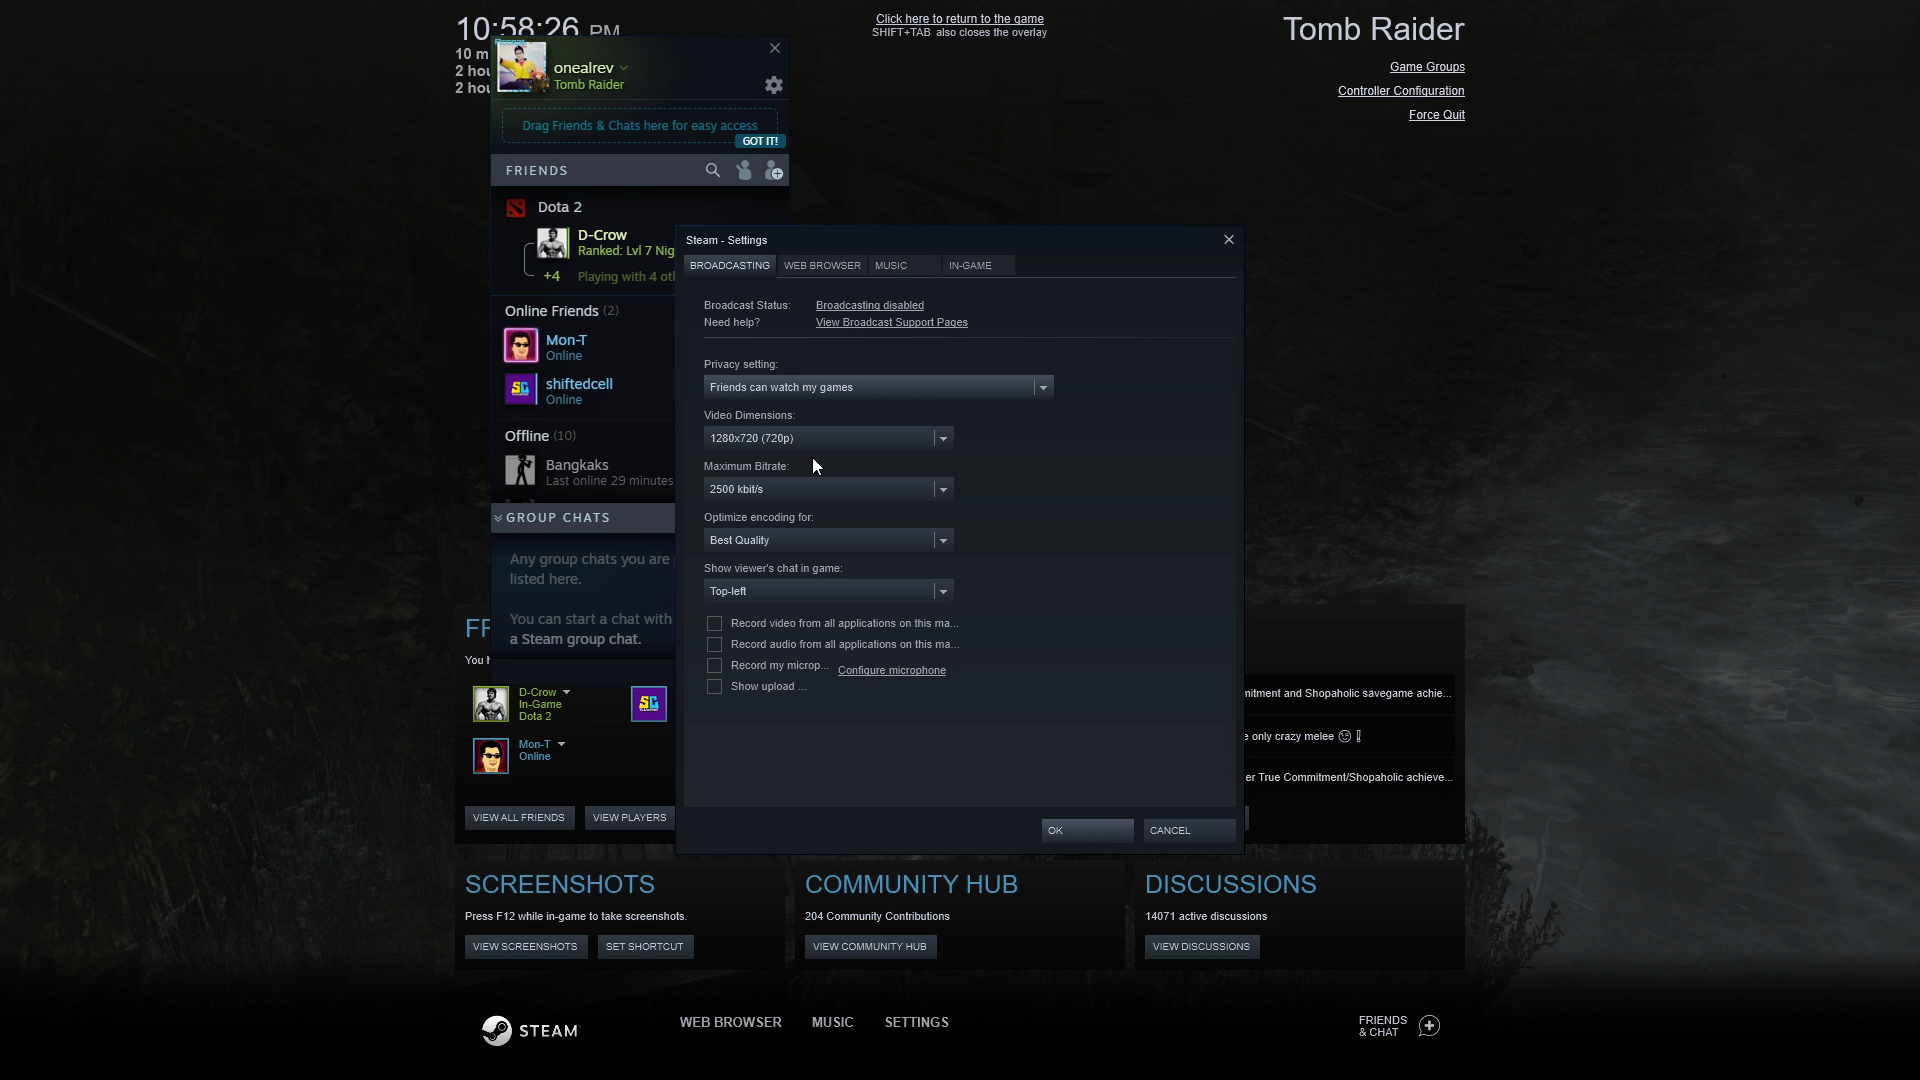 10:58:26 PM
10 m
2 hou
2 hou
Click here to return to the game
SHIFT+TAB also closes the overlay
Tomb Raider
Game Groups
Controller Configuration
Force Quit
onealrev
Tomb Raider
Drag Friends & Chats here for easy access
GOT IT!
FRIENDS
Dota 2
D-Crow
Ranked: Lvl 7 Nig
+4 Playing with 4 oth
Online Friends (2)
Mon-T
Online
SG
shiftedcell
Online
Offline (10)
Bangkaks
Last online 29 minutes
GROUP CHATS
Any group chats you are
listed here.
You can start a chat with
a Steam group chat.
Steam - Settings
BROADCASTING WEB BROWSER MUSIC IN-GAME
Broadcast Status: Broadcasting disabled
Need help? View Broadcast Support Pages
Privacy setting:
Friends can watch my games
Video Dimensions:
1280x720 (720p)
Maximum Bitrate:
2500 kbit/s
Optimize encoding for:
Best Quality
Show viewer's chat in game:
Top-left
Record video from all applications on this ma...
Record audio from all applications on this ma...
Record my microp... Configure microphone
Show upload ...
OK CANCEL
FR
You h
D-Crow
In-Game
Dota 2
SG
Mon-T
Online
VIEW ALL FRIENDS VIEW PLAYERS
mitment and Shopaholic savegame achie...
e only crazy melee
er True Commitment/Shopaholic achieve...
SCREENSHOTS
Press F12 while in-game to take screenshots.
VIEW SCREENSHOTS SET SHORTCUT
COMMUNITY HUB
204 Community Contributions
VIEW COMMUNITY HUB
DISCUSSIONS
14071 active discussions
VIEW DISCUSSIONS
STEAM
WEB BROWSER MUSIC SETTINGS
FRIENDS
& CHAT